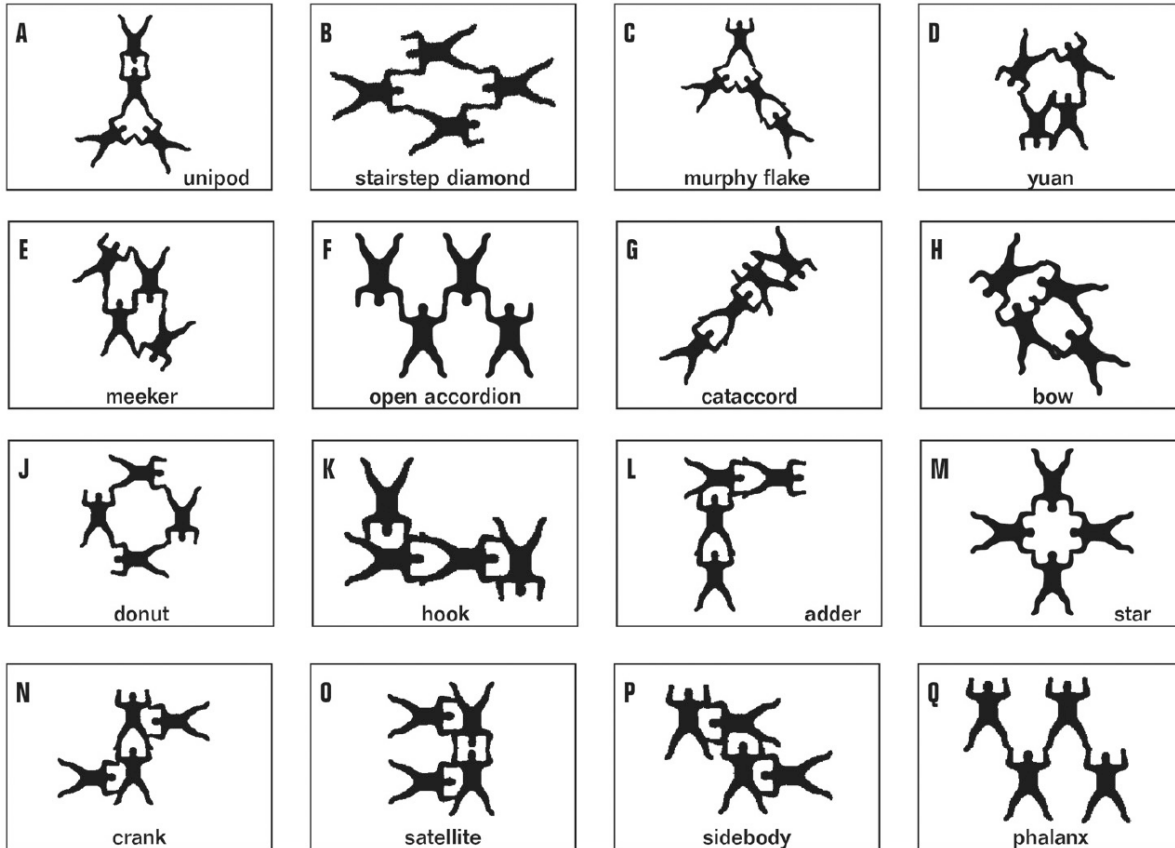 A
unipod
B
stairstep diamond
C
murphy flake
D
yuan
E
meeker
F
open accordion
G
cataccord
H
bow
J
donut
K
hook
L
adder
M
star
N
crank
O
satellite
P
sidebody
Q
phalanx